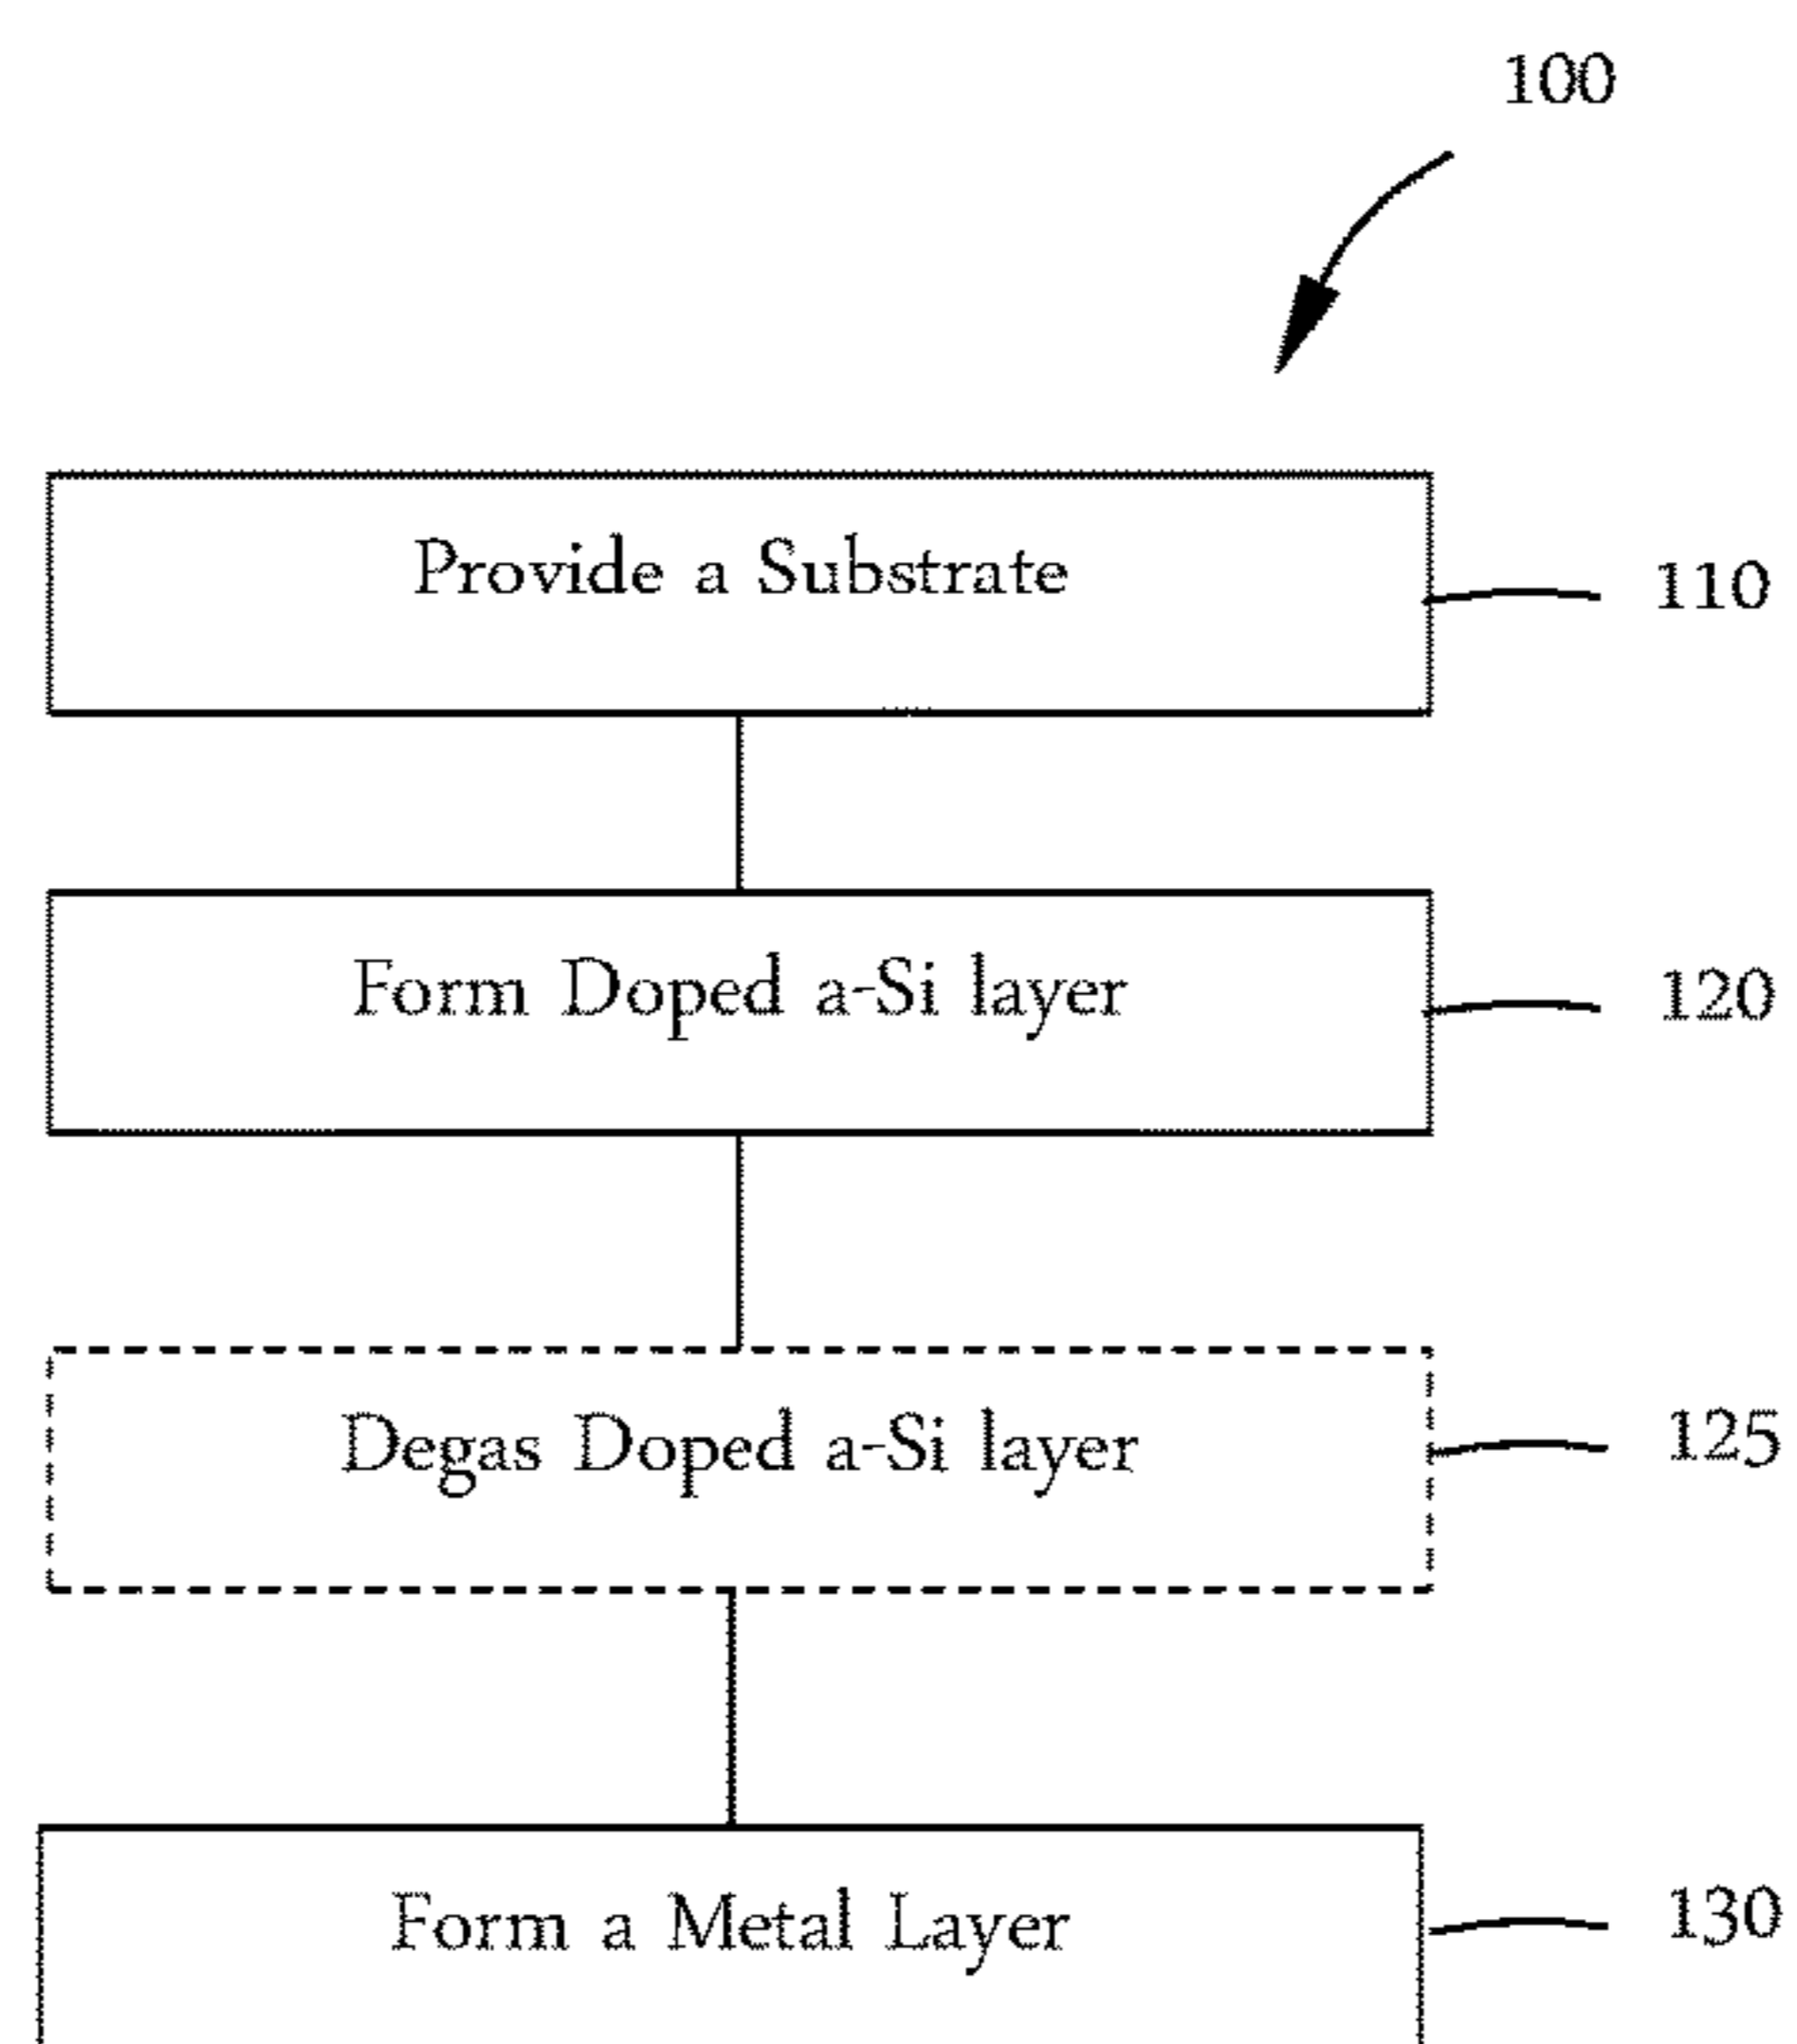 100
Provide a Substrate
110
Form Doped a-Si layer
120
Degas Doped a-Si layer
125
Form a Metal Layer
130